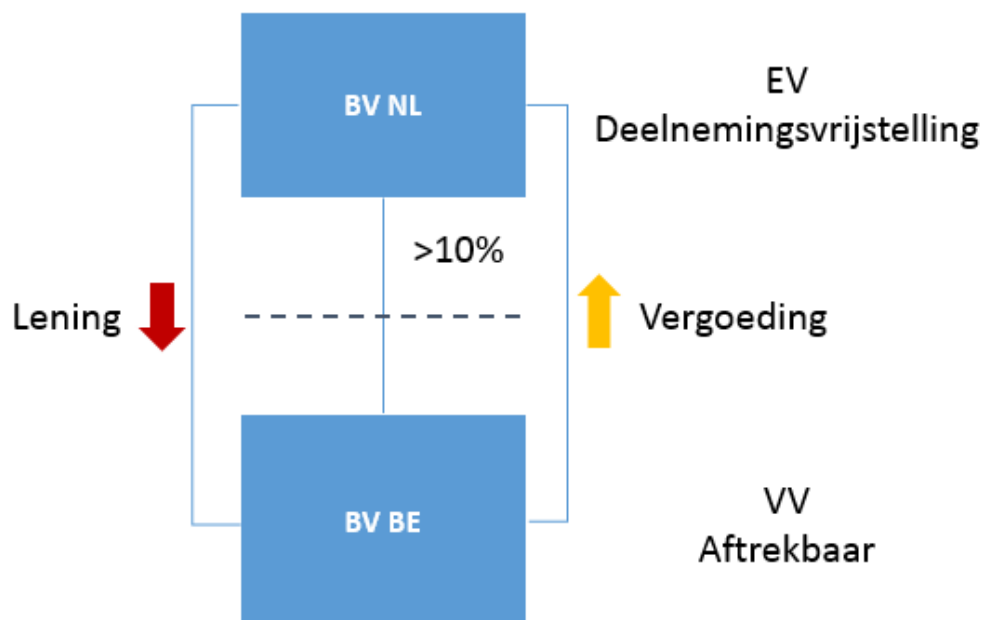 BV NL
EV
Deelnemingsvrijstelling
>10%
Lening
Vergoeding
BV BE
VV
Aftrekbaar